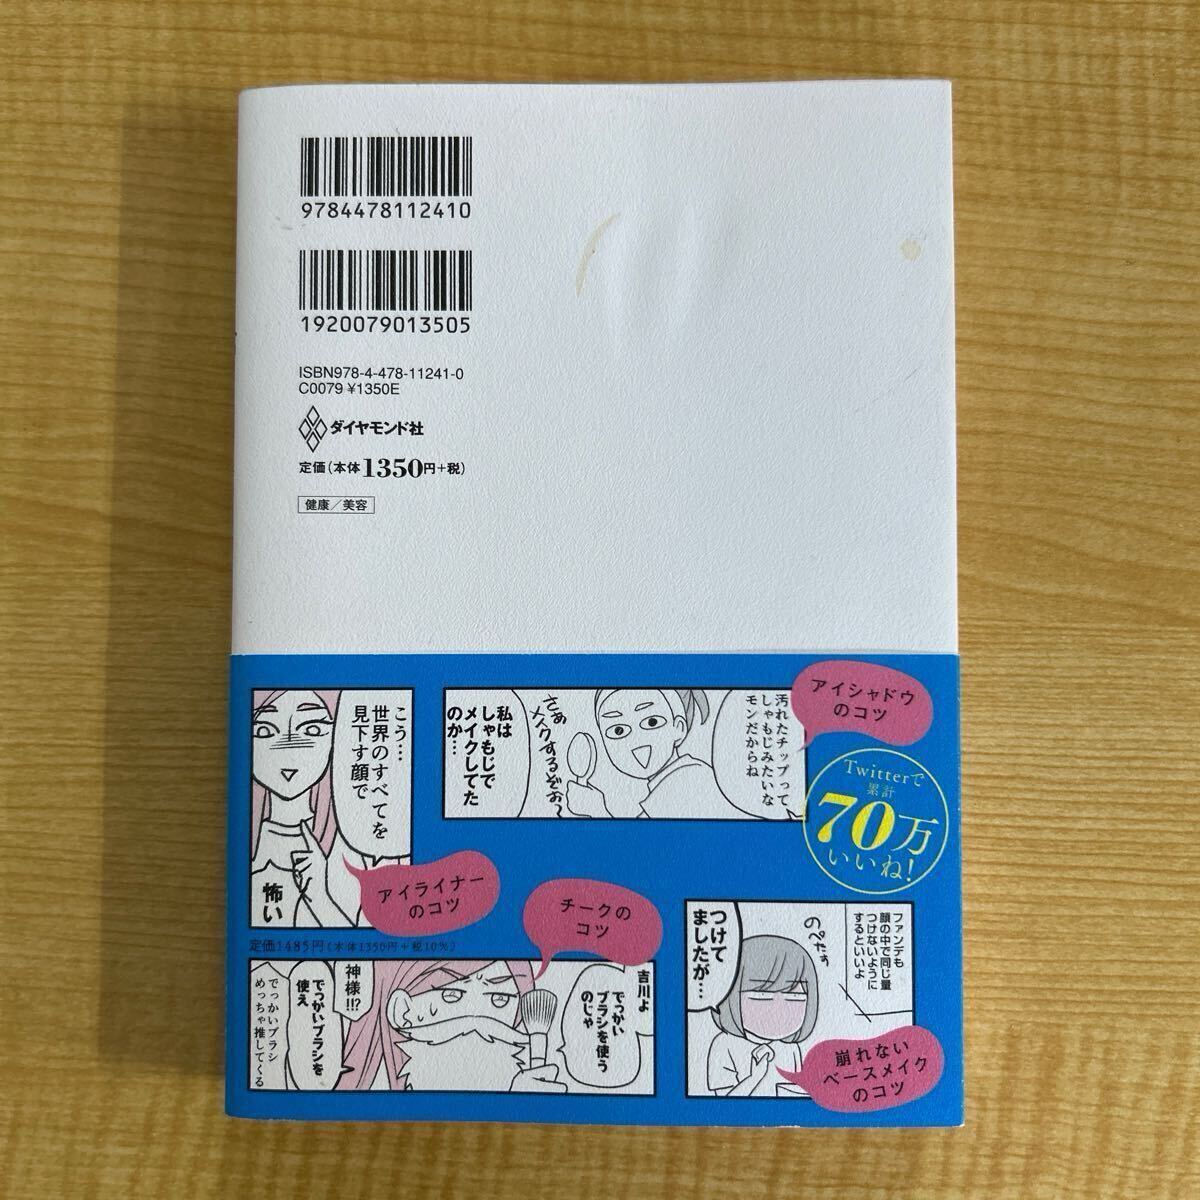 9784478112410
1920079013505
ISBN978-4-478-11241-0
C0079 ¥1350E
ダイヤモンド社
定価（本体1350円+税）
健康／美容
アイシャドウ
のコツ
汚れたチップって
しゃもじみたいな
モンだからね
さぁ
メイクするぞぉ〜
私は
しゃもじで
メイクしてた
のか…
こう…
世界のすべてを
見下す顔で
怖い
アイライナー
のコツ
Twitterで
累計
70万
いいね！
チークの
コツ
定価1485円（本体1350円+税10%）
吉川よ
でっかい
ブラシを使う
のじゃ
神様!!?
でっかいブラシを
使え
でっかいブラシ
めっちゃ推してくる
ファンデも
顔の中で同じ量
つけないように
するといいよ
のぺたぁ
つけて
ましたが…
崩れない
ベースメイク
のコツ